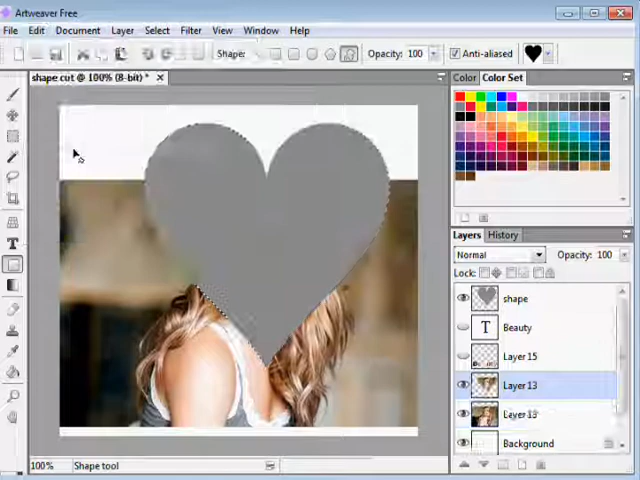 Artweaver Free
File Edit Document Layer Select Filter View Window Help
Shape: Opacity: 100 Anti-aliased
shape cut @ 100% (8-bit) *
Color Color Set
Layers History
Normal Opacity: 100
Lock:
shape
T Beauty
Layer 15
Layer 13
Layer 13
Background
T
100% Shape tool